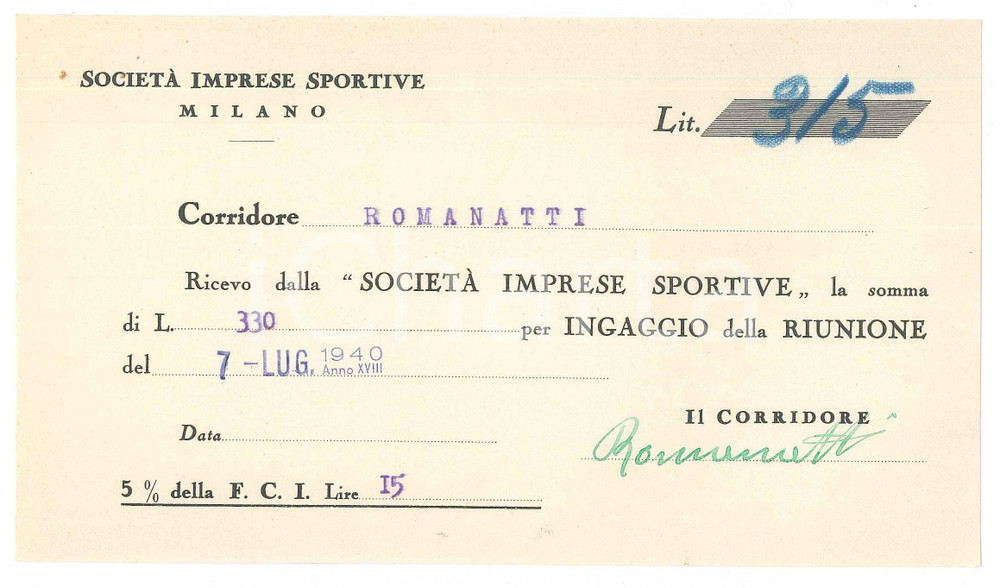 SOCIETÀ IMPRESE SPORTIVE
MILANO
Lit. 315
Corridore ROMANATTI
Ricevo dalla “SOCIETÀ IMPRESE SPORTIVE„ la somma
di L. 330 per INGAGGIO della RIUNIONE
del 7 - LUG. 1940 Anno XVIII
Il CORRIDORE
Data
Romanatti
5 % della F. C. I. Lire 15